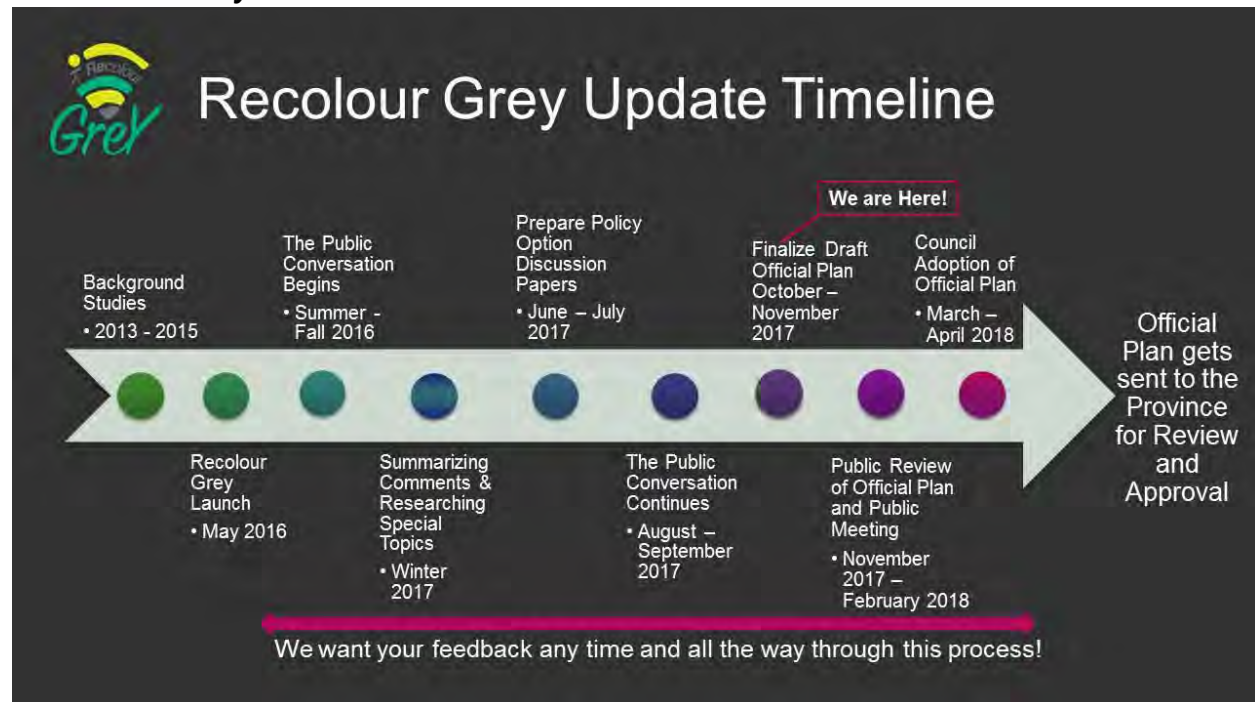 Recolour
Grey
Recolour Grey Update Timeline
We are Here!
Background
Studies
• 2013 - 2015
Recolour
Grey
Launch
• May 2016
The Public
Conversation
Begins
• Summer -
Fall 2016
Summarizing
Comments &
Researching
Special
Topics
• Winter
2017
Prepare Policy
Option
Discussion
Papers
• June – July
2017
The Public
Conversation
Continues
• August –
September
2017
Finalize Draft
Official Plan
October –
November
2017
Public Review
of Official Plan
and Public
Meeting
• November
2017 –
February 2018
Council
Adoption of
Official Plan
• March –
April 2018
Official
Plan gets
sent to the
Province
for Review
and
Approval
We want your feedback any time and all the way through this process!